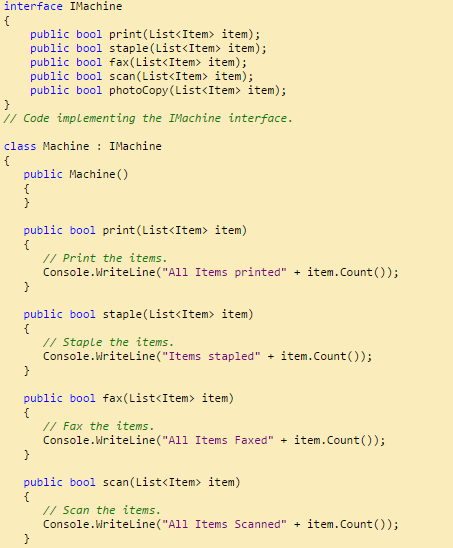 interface IMachine
{
    public bool print(List<Item> item);
    public bool staple(List<Item> item);
    public bool fax(List<Item> item);
    public bool scan(List<Item> item);
    public bool photoCopy(List<Item> item);
}
// Code implementing the IMachine interface.
class Machine : IMachine
{
   public Machine()
   {
   }
   public bool print(List<Item> item)
   {
      // Print the items.
      Console.WriteLine("All Items printed" + item.Count());
   }
   public bool staple(List<Item> item)
   {
      // Staple the items.
      Console.WriteLine("Items stapled" + item.Count());
   }
   public bool fax(List<Item> item)
   {
      // Fax the items.
      Console.WriteLine("All Items Faxed" + item.Count());
   }
   public bool scan(List<Item> item)
   {
      // Scan the items.
      Console.WriteLine("All Items Scanned" + item.Count());
   }